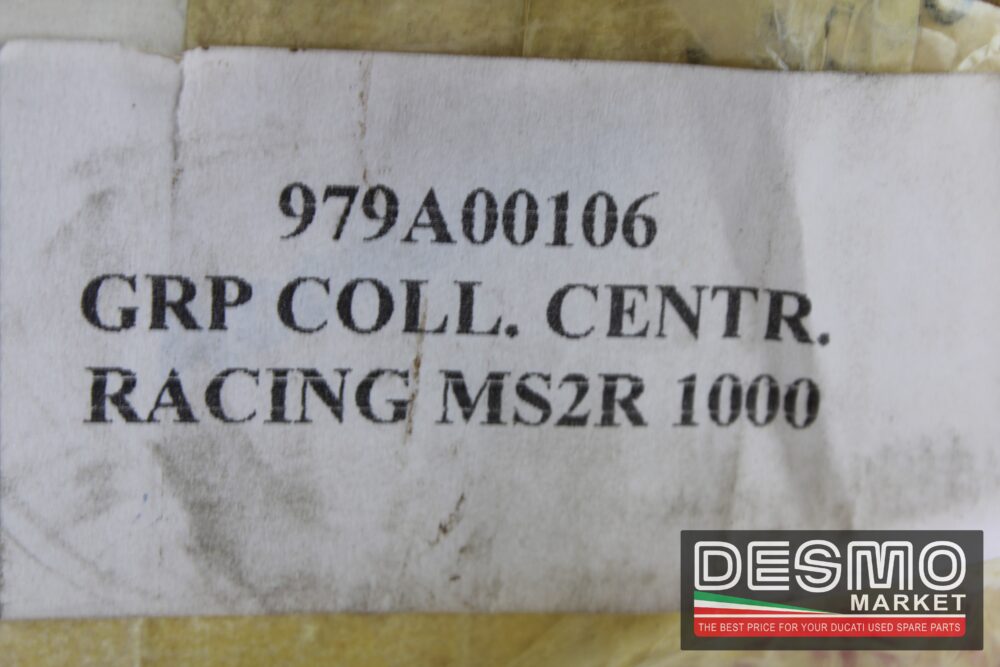 979A00106
GRP COLL. CENTR.
RACING MS2R 1000
DESMO
MARKET
THE BEST PRICE FOR YOUR DUCATI USED SPARE PARTS